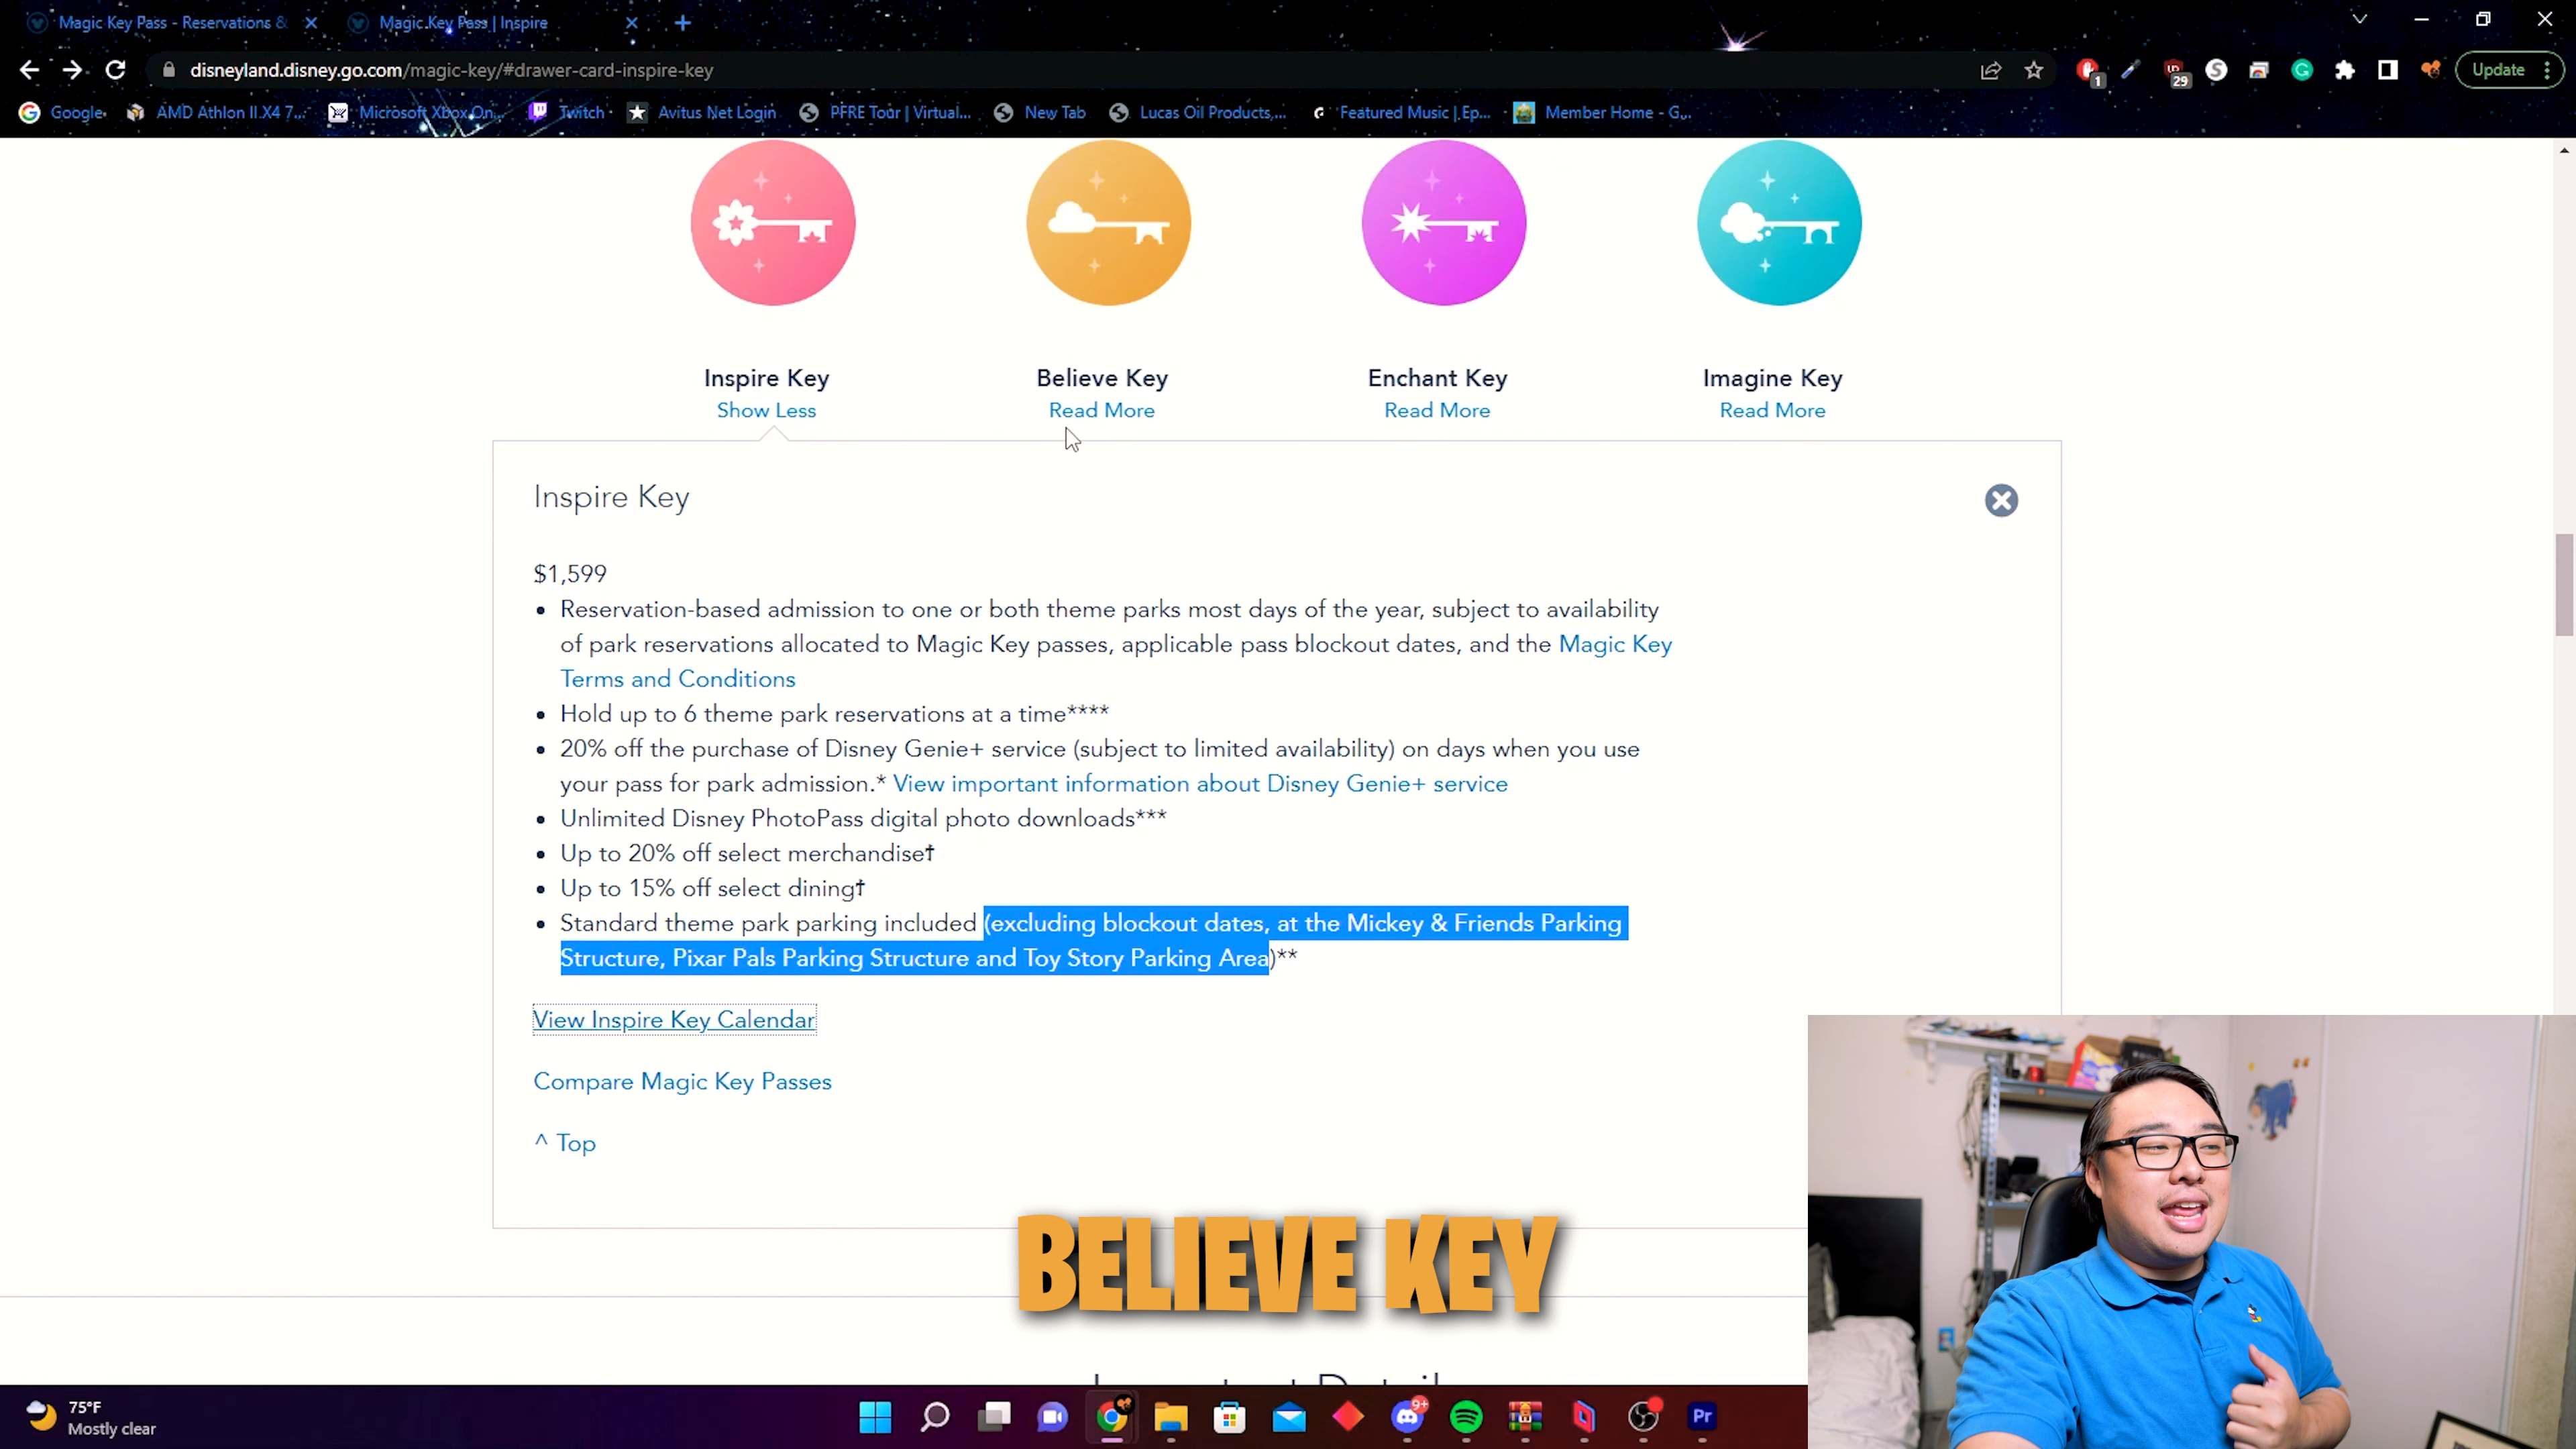 Magic Key Pass - Reservations &
Magic Key Pass | Inspire
disneyland.disney.go.com/magic-key/#drawer-card-inspire-key
1
29
Update
Google
AMD Athlon II X4 7...
Microsoft Xbox On...
Twitch
Avitus Net Login
PFRE Tour | Virtual...
New Tab
Lucas Oil Products,...
Featured Music | Ep...
Member Home - G...
Inspire Key
Believe Key
Enchant Key
Imagine Key
Show Less
Read More
Read More
Read More
Inspire Key
$1,599
• Reservation-based admission to one or both theme parks most days of the year, subject to availability
of park reservations allocated to Magic Key passes, applicable pass blockout dates, and the Magic Key
Terms and Conditions
• Hold up to 6 theme park reservations at a time****
• 20% off the purchase of Disney Genie+ service (subject to limited availability) on days when you use
your pass for park admission.* View important information about Disney Genie+ service
• Unlimited Disney PhotoPass digital photo downloads***
• Up to 20% off select merchandise†
• Up to 15% off select dining†
• Standard theme park parking included (excluding blockout dates, at the Mickey & Friends Parking
Structure, Pixar Pals Parking Structure and Toy Story Parking Area)**
View Inspire Key Calendar
Compare Magic Key Passes
^ Top
BELIEVE KEY
75°F
Mostly clear
9+
Pr